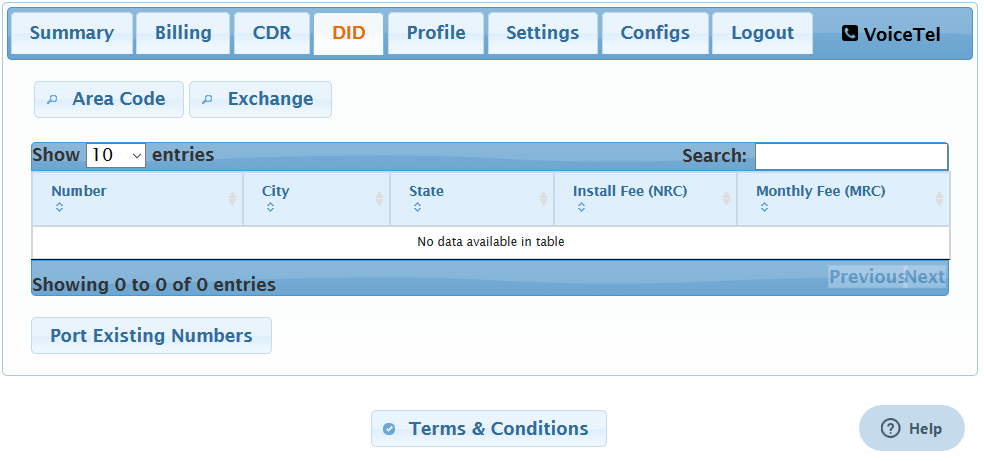 Summary Billing CDR DID Profile Settings Configs Logout VoiceTel
Area Code Exchange
Show 10 entries Search:
Number City State Install Fee (NRC) Monthly Fee (MRC)
No data available in table
Showing 0 to 0 of 0 entries PreviousNext
Port Existing Numbers
Terms & Conditions Help